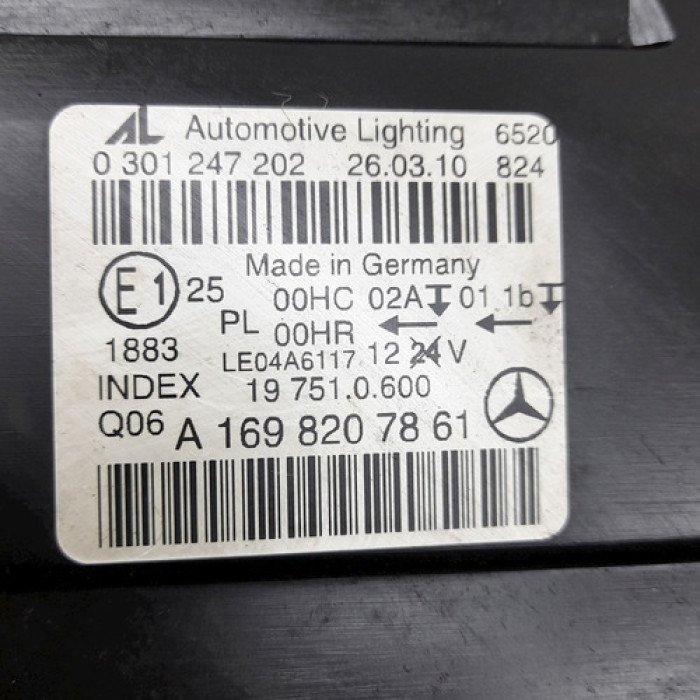 AL Automotive Lighting 6520
0 301 247 202 26.03.10 824
Made in Germany
E1 25 00HC 02A 01 1b
PL 00HR
1883 LE04A6117 12 24 V
INDEX 19 751.0.600
Q06 A 169 820 78 61